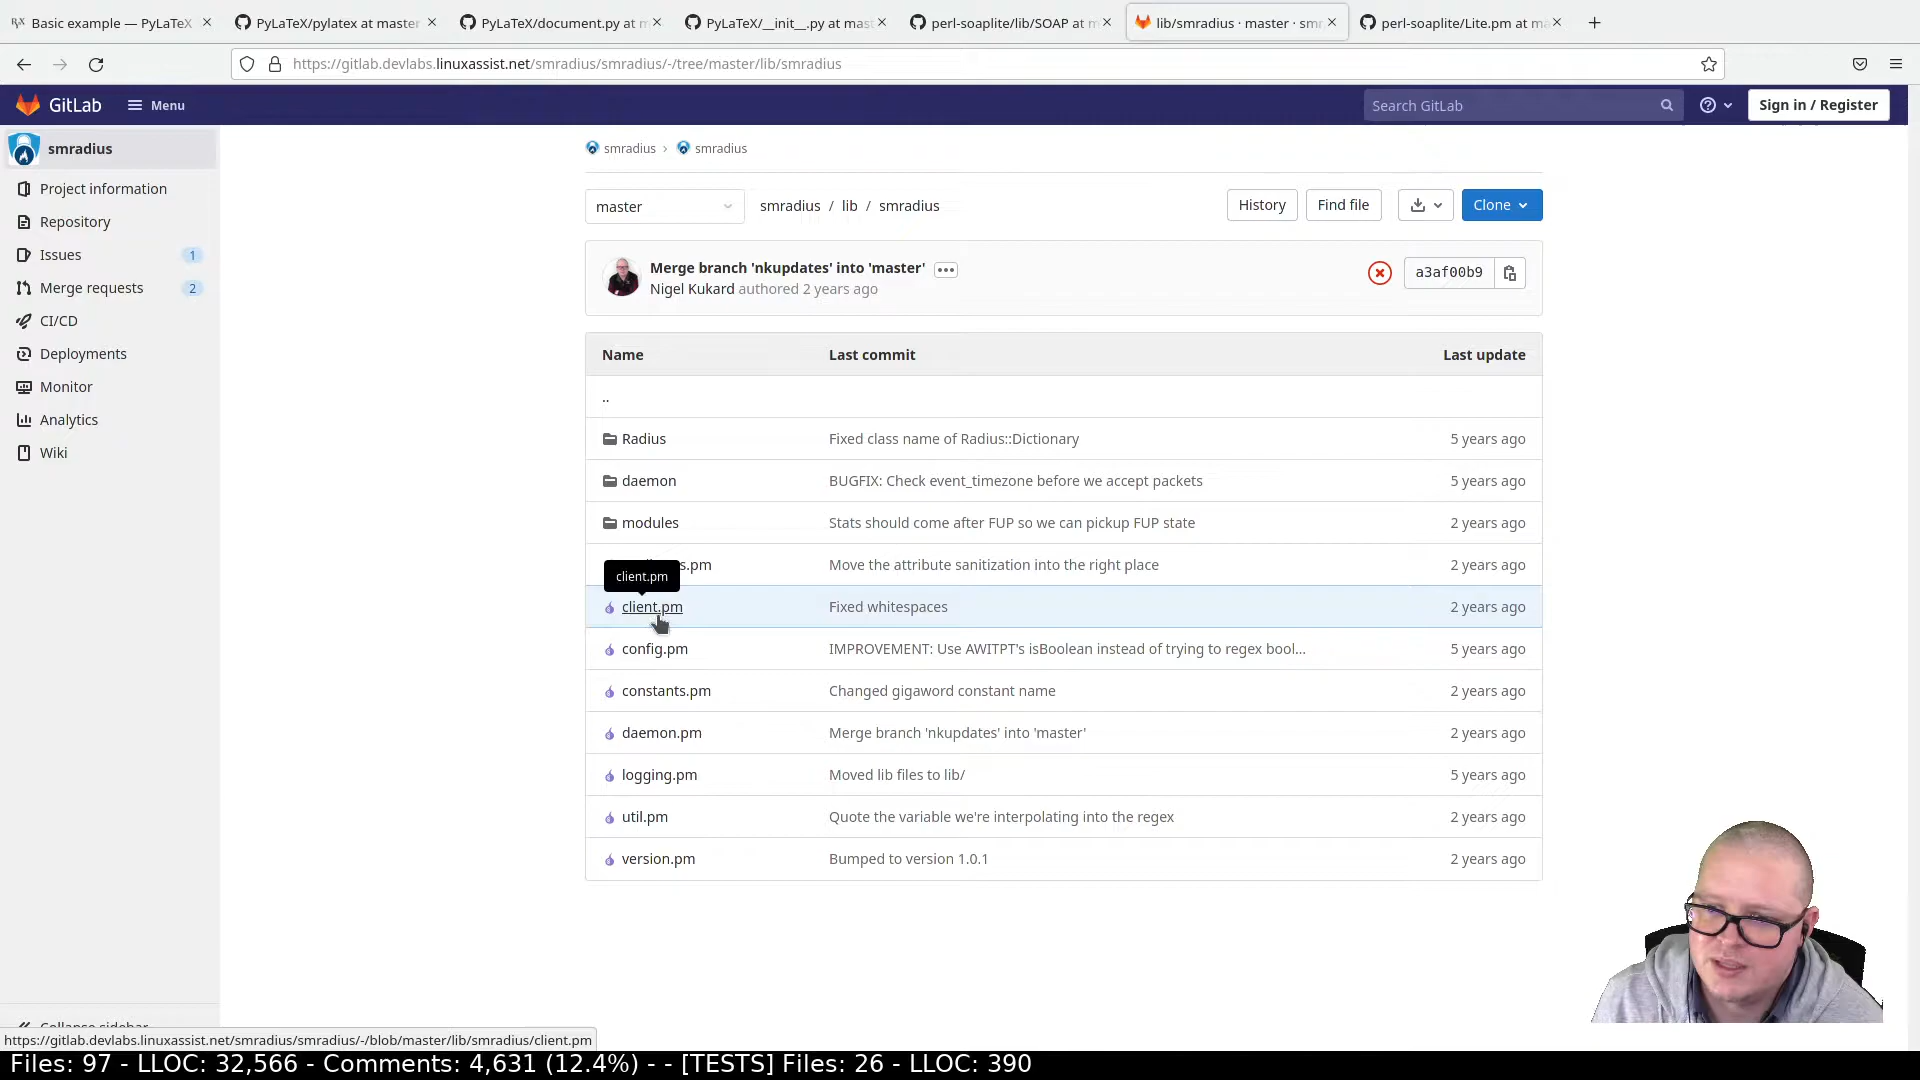 Basic example — PyLaTeX
PyLaTeX/pylatex at master
PyLaTeX/document.py at m
PyLaTeX/__init__.py at mas
perl-soaplite/lib/SOAP at m
lib/smradius · master · smr
perl-soaplite/Lite.pm at ma
https://gitlab.devlabs.linuxassist.net/smradius/smradius/-/tree/master/lib/smradius
GitLab
Menu
Search GitLab
Sign in / Register
smradius
Project information
Repository
Issues 1
Merge requests 2
CI/CD
Deployments
Monitor
Analytics
Wiki
smradius › smradius
master
smradius / lib / smradius
History
Find file
Clone
Merge branch 'nkupdates' into 'master'
Nigel Kukard authored 2 years ago
a3af00b9
Name Last commit Last update
..
Radius Fixed class name of Radius::Dictionary 5 years ago
daemon BUGFIX: Check event_timezone before we accept packets 5 years ago
modules Stats should come after FUP so we can pickup FUP state 2 years ago
s.pm Move the attribute sanitization into the right place 2 years ago
client.pm
client.pm Fixed whitespaces 2 years ago
config.pm IMPROVEMENT: Use AWITPT's isBoolean instead of trying to regex bool... 5 years ago
constants.pm Changed gigaword constant name 2 years ago
daemon.pm Merge branch 'nkupdates' into 'master' 2 years ago
logging.pm Moved lib files to lib/ 5 years ago
util.pm Quote the variable we're interpolating into the regex 2 years ago
version.pm Bumped to version 1.0.1 2 years ago
Collapse sidebar
https://gitlab.devlabs.linuxassist.net/smradius/smradius/-/blob/master/lib/smradius/client.pm
Files: 97 - LLOC: 32,566 - Comments: 4,631 (12.4%) - - [TESTS] Files: 26 - LLOC: 390